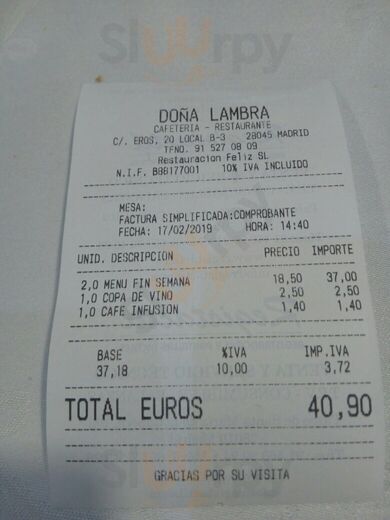 Slurrpy
DOÑA LAMBRA
CAFETERIA - RESTAURANTE
C/. EROS, 20 LOCAL B-3 28045 MADRID
TFNO. 91 527 08 09
Restauracion Feliz SL
N.I.F. B88177001 10% IVA INCLUIDO
MESA:
FACTURA SIMPLIFICADA:COMPROBANTE
FECHA: 17/02/2019 HORA: 14:40
UNID. DESCRIPCION PRECIO IMPORTE
2,0 MENU FIN SEMANA 18,50 37,00
1,0 COPA DE VINO 2,50 2,50
1,0 CAFE INFUSION 1,40 1,40
BASE %IVA IMP.IVA
37,18 10,00 3,72
TOTAL EUROS 40,90
GRACIAS POR SU VISITA
Slurrpy